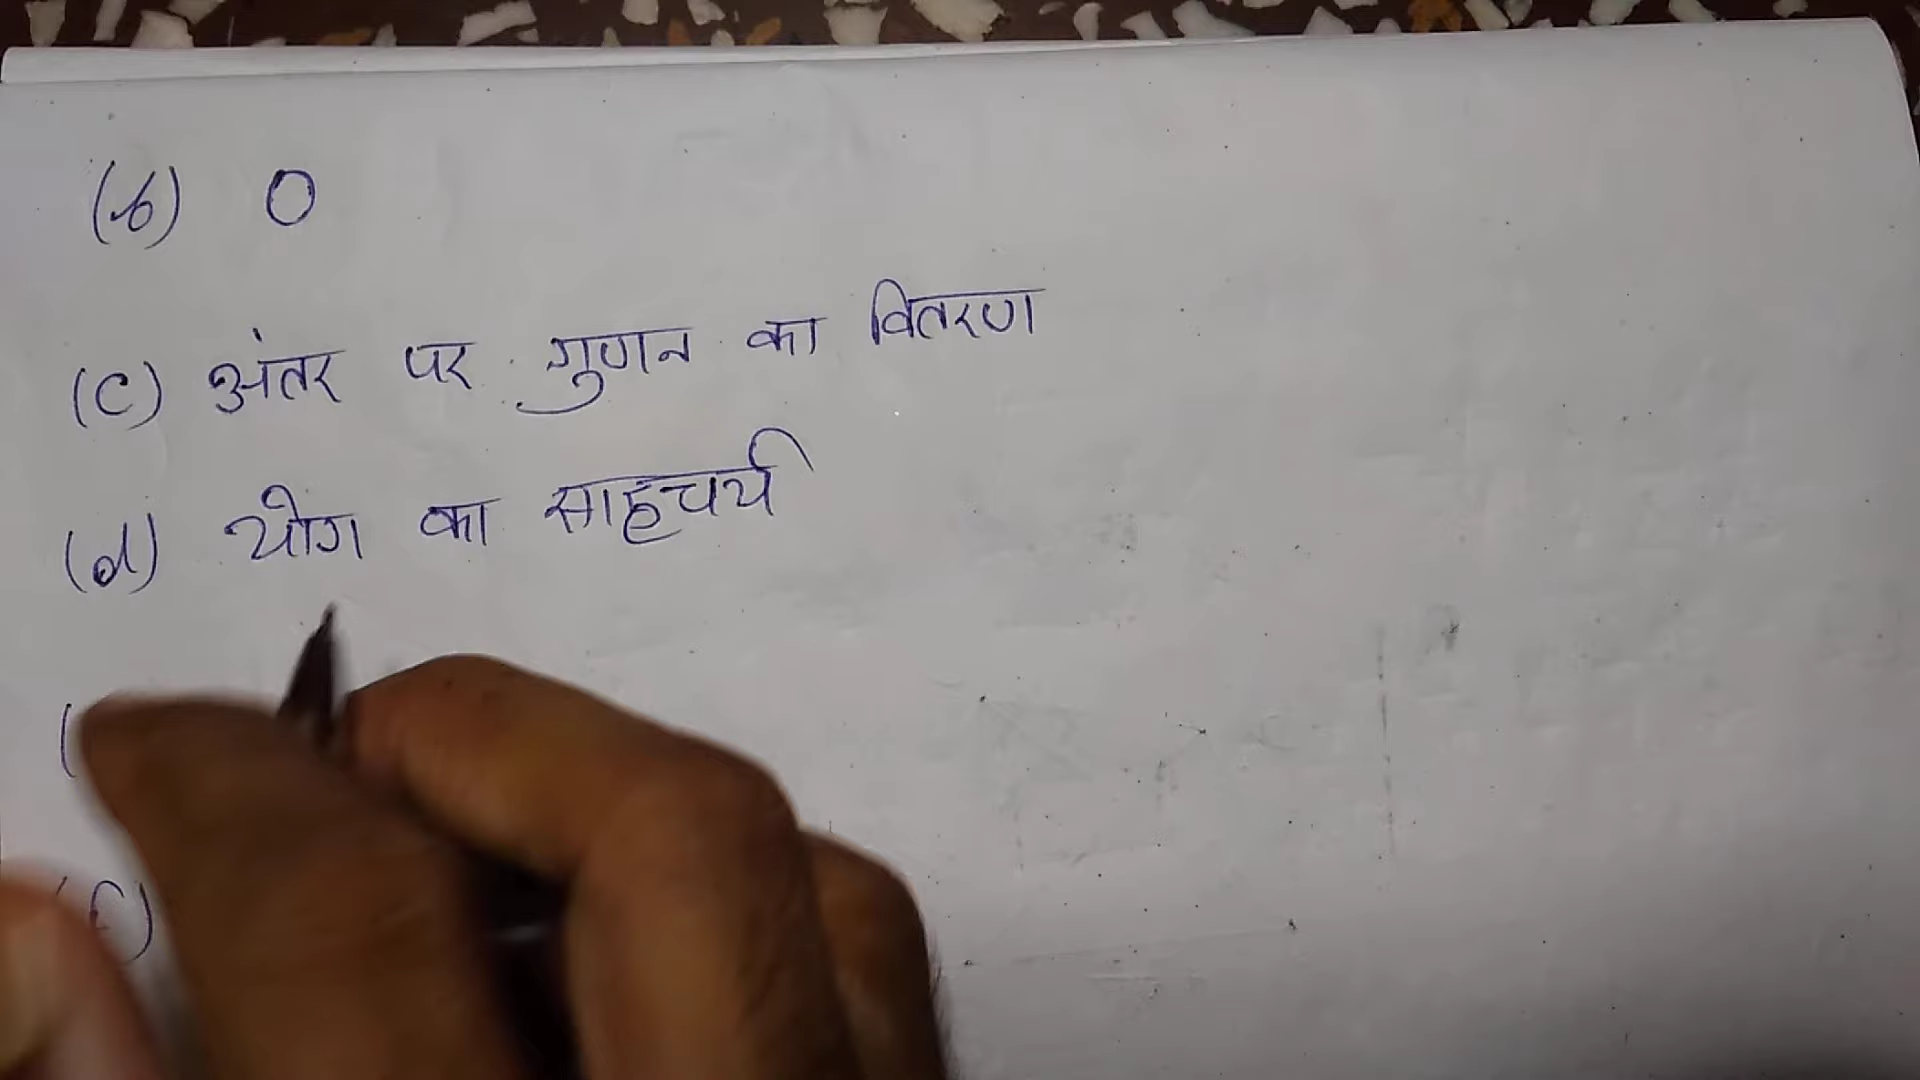 (b) 0
(c) अंतर पर गुणन का वितरण
(d) योग का साहचर्य
(
(f)